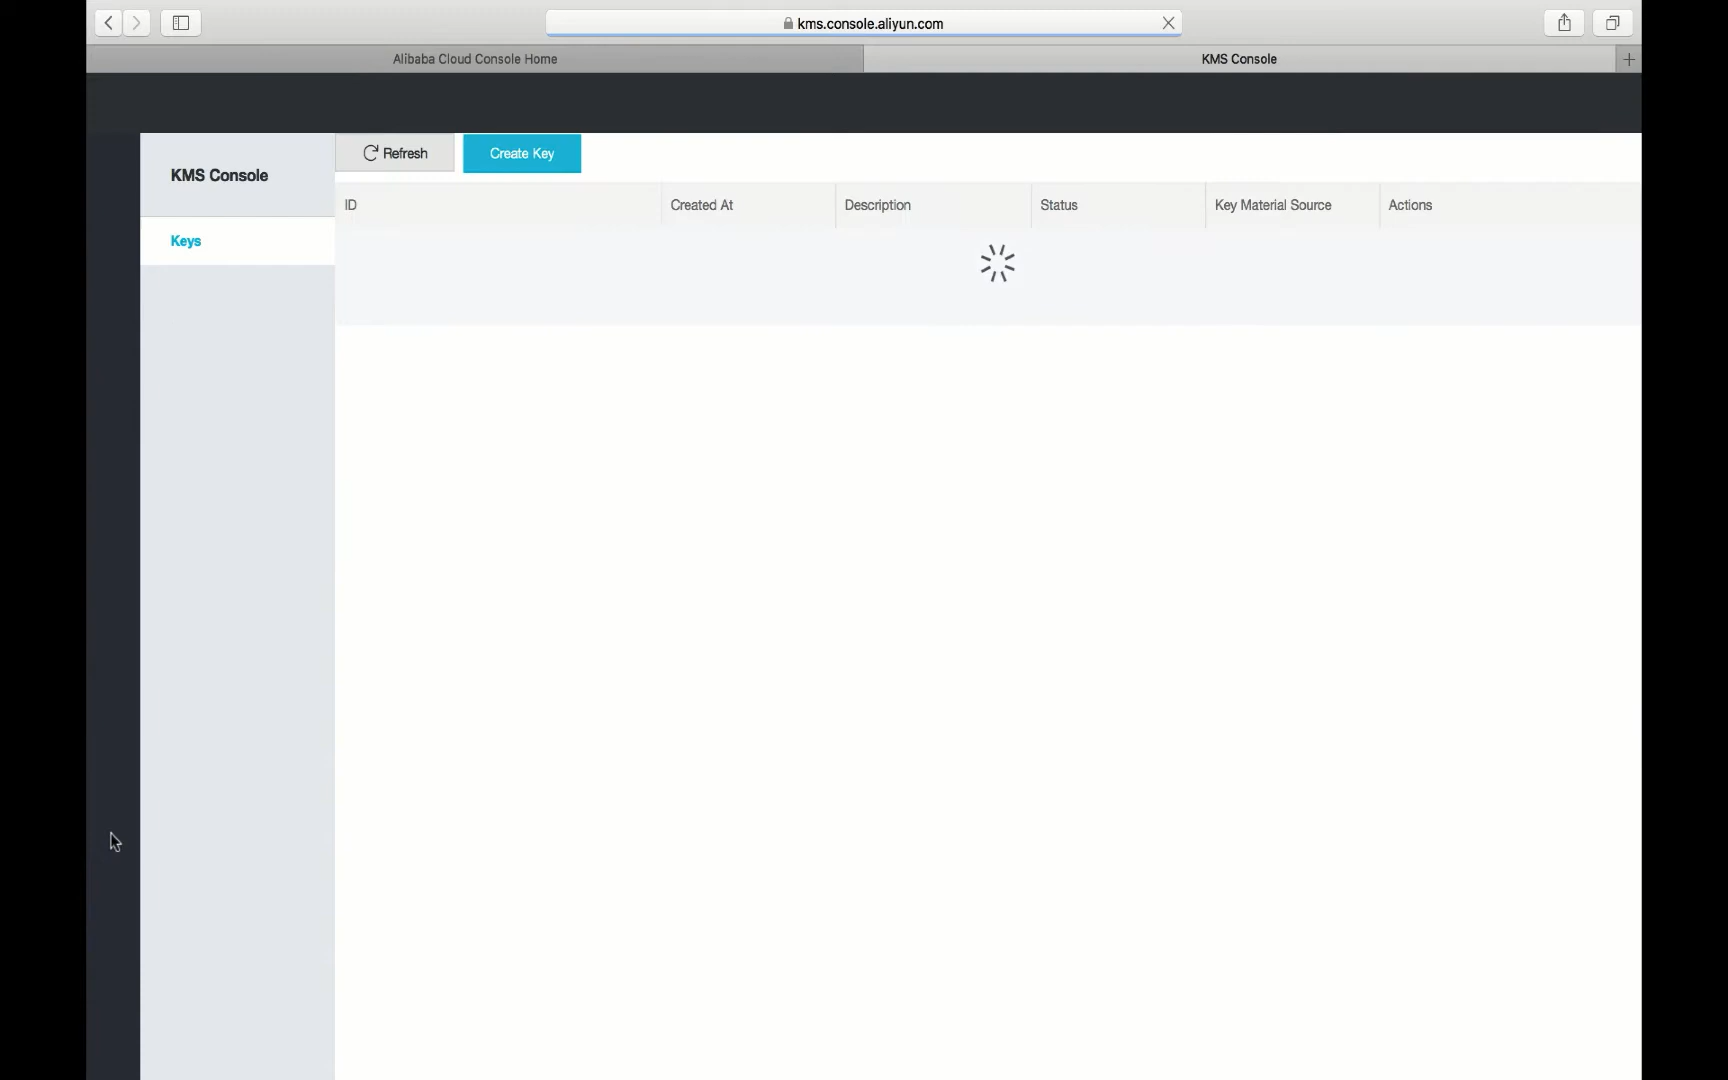 kms.console.aliyun.com
Alibaba Cloud Console Home
KMS Console
KMS Console
Refresh
Create Key
ID
Created At
Description
Status
Key Material Source
Actions
Keys